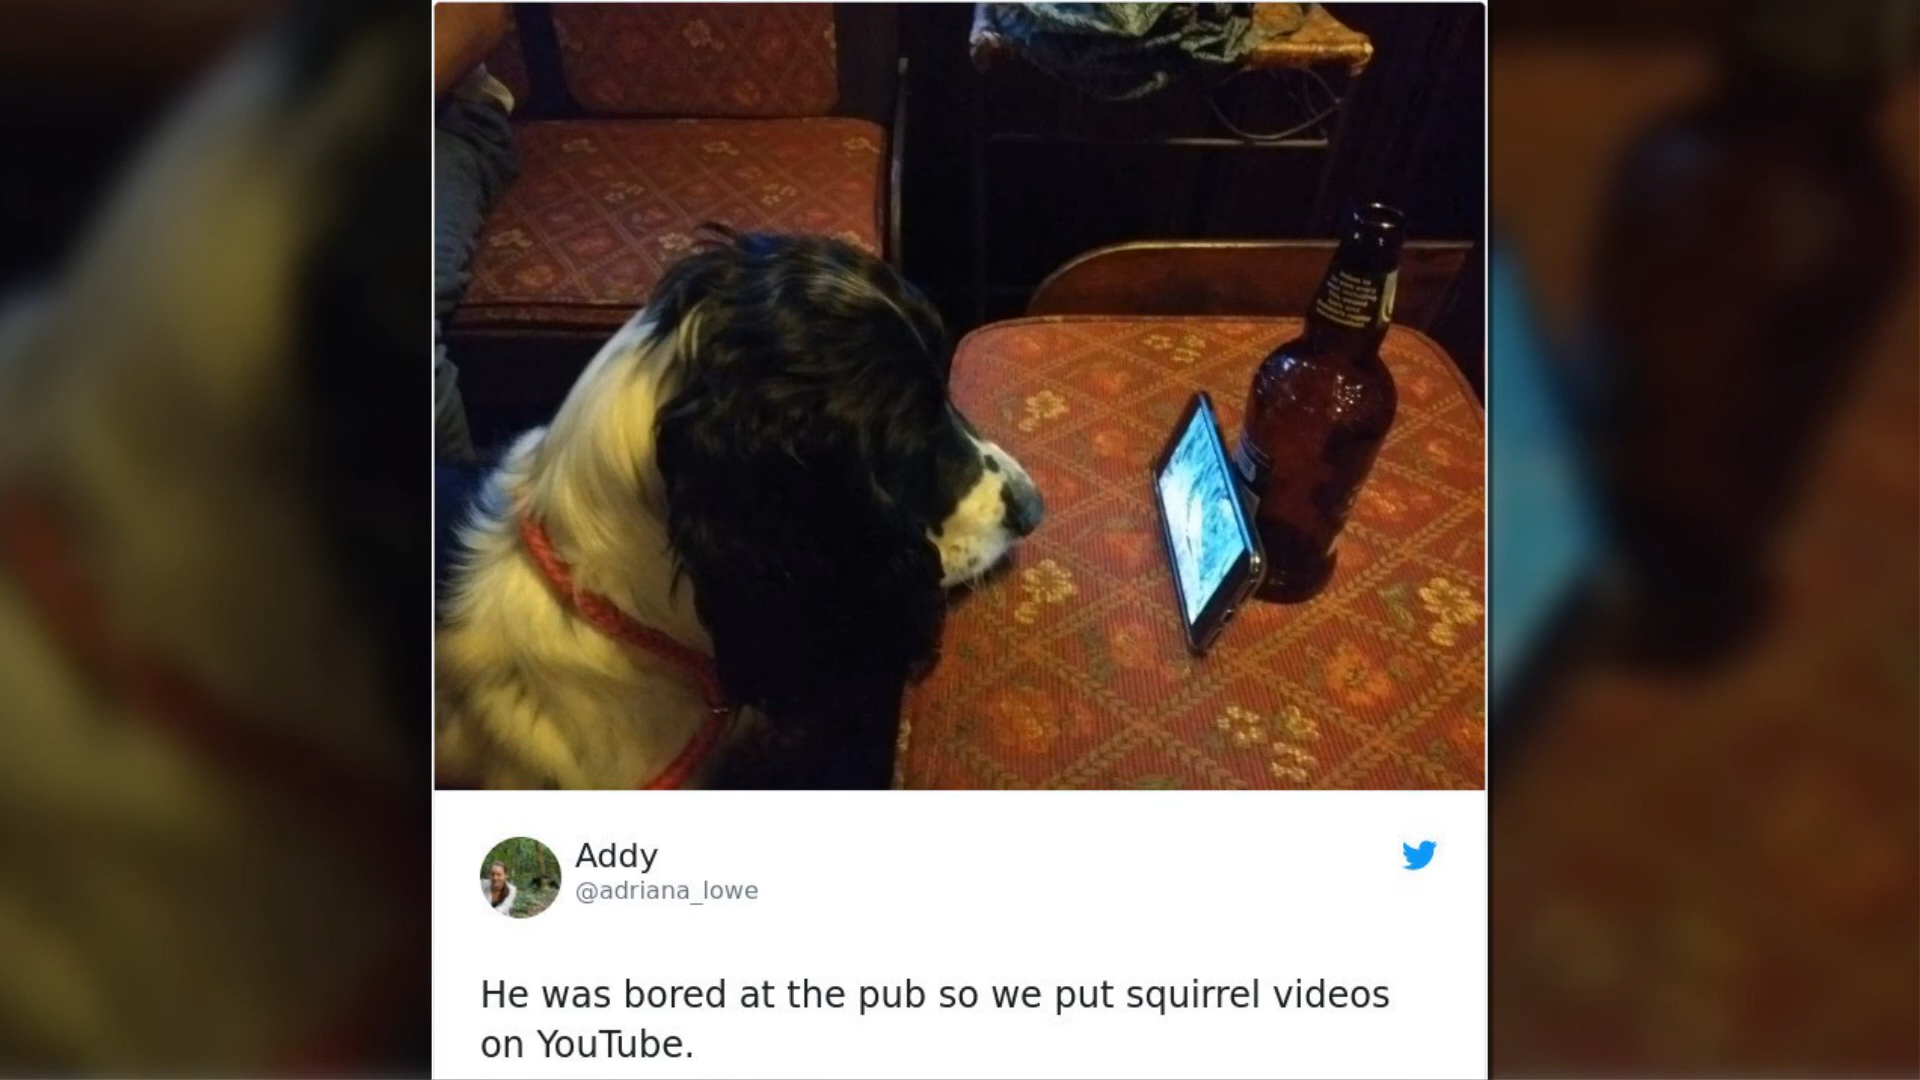 Addy
@adriana_lowe
He was bored at the pub so we put squirrel videos
on YouTube.